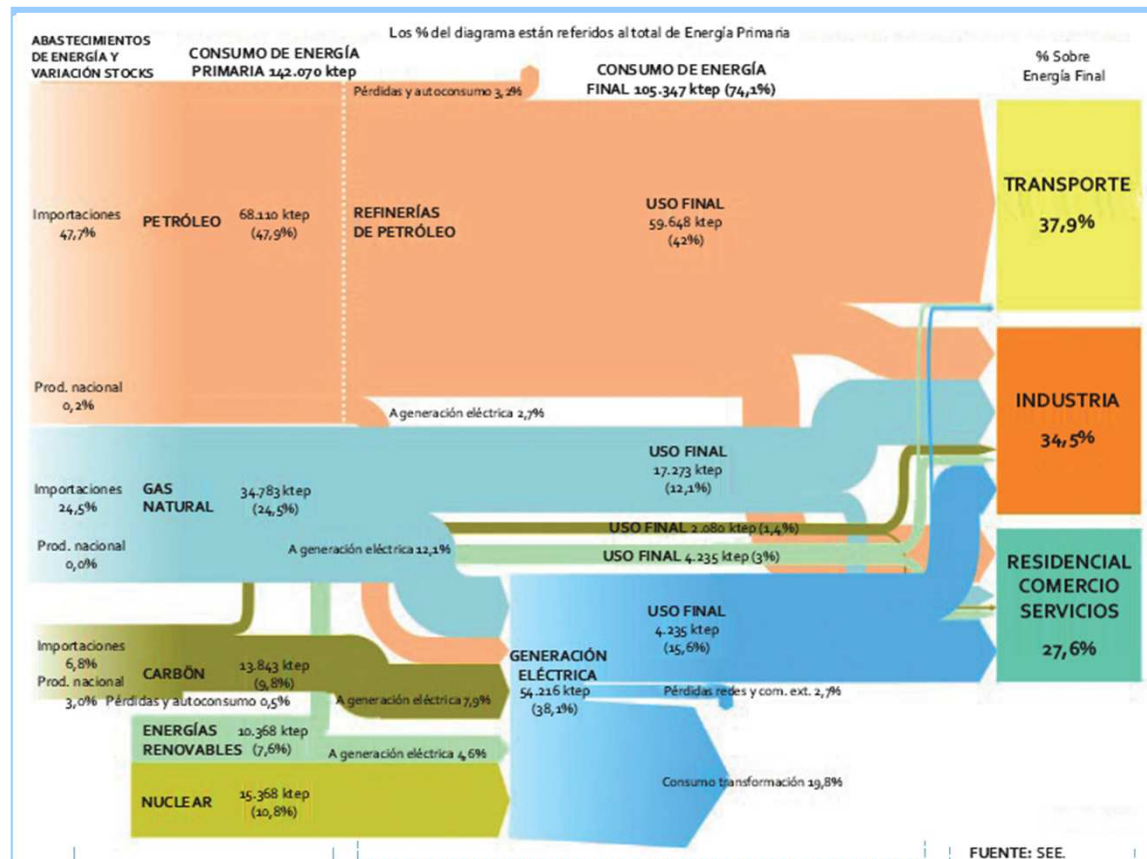 Los % del diagrama están referidos al total de Energía Primaria
ABASTECIMIENTOS
DE ENERGÍA Y
VARIACIÓN STOCKS
CONSUMO DE ENERGÍA
PRIMARIA 142.070 ktep
CONSUMO DE ENERGÍA
FINAL 105.347 ktep (74,1%)
% Sobre
Energía Final
Pérdidas y autoconsumo 3,2%
Importaciones
47,7%
PETRÓLEO
68.110 ktep
(47,9%)
REFINERÍAS
DE PETRÓLEO
USO FINAL
59.648 ktep
(42%)
TRANSPORTE
37,9%
Prod. nacional
0,2%
A generación eléctrica 2,7%
INDUSTRIA
34,5%
Importaciones
24,5%
GAS
NATURAL
34.783 ktep
(24,5%)
USO FINAL
17.273 ktep
(12,1%)
Prod. nacional
0,0%
A generación eléctrica 12,1%
USO FINAL 2.080 ktep (1,4%)
USO FINAL 4.235 ktep (3%)
RESIDENCIAL
COMERCIO
SERVICIOS
27,6%
USO FINAL
4.235 ktep
(15,6%)
Importaciones
6,8%
Prod. nacional
3,0%
CARBÖN
13.843 ktep
(9,8%)
Pérdidas y autoconsumo 0,5%
A generación eléctrica 7,9%
GENERACIÓN
ELÉCTRICA
54.216 ktep
(38,1%)
Pérdidas redes y com. ext. 2,7%
ENERGÍAS
RENOVABLES
10.368 ktep
(7,6%)
A generación eléctrica 4,6%
Consumo transformación 19,8%
NUCLEAR
15.368 ktep
(10,8%)
FUENTE: SEE.